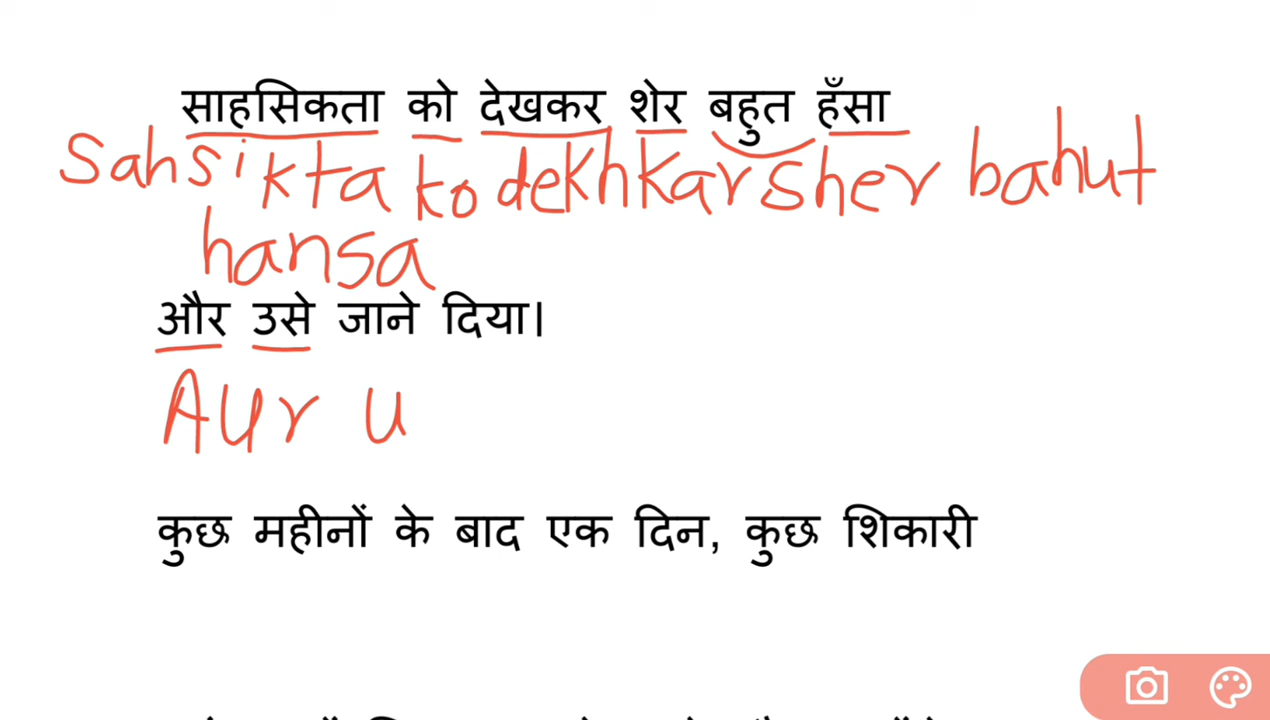 साहसिकता को देखकर शेर बहुत हँसा
Sahsikta ko dekhkar sher bahut
hansa
और उसे जाने दिया।
Aur u
कुछ महीनों के बाद एक दिन, कुछ शिकारी